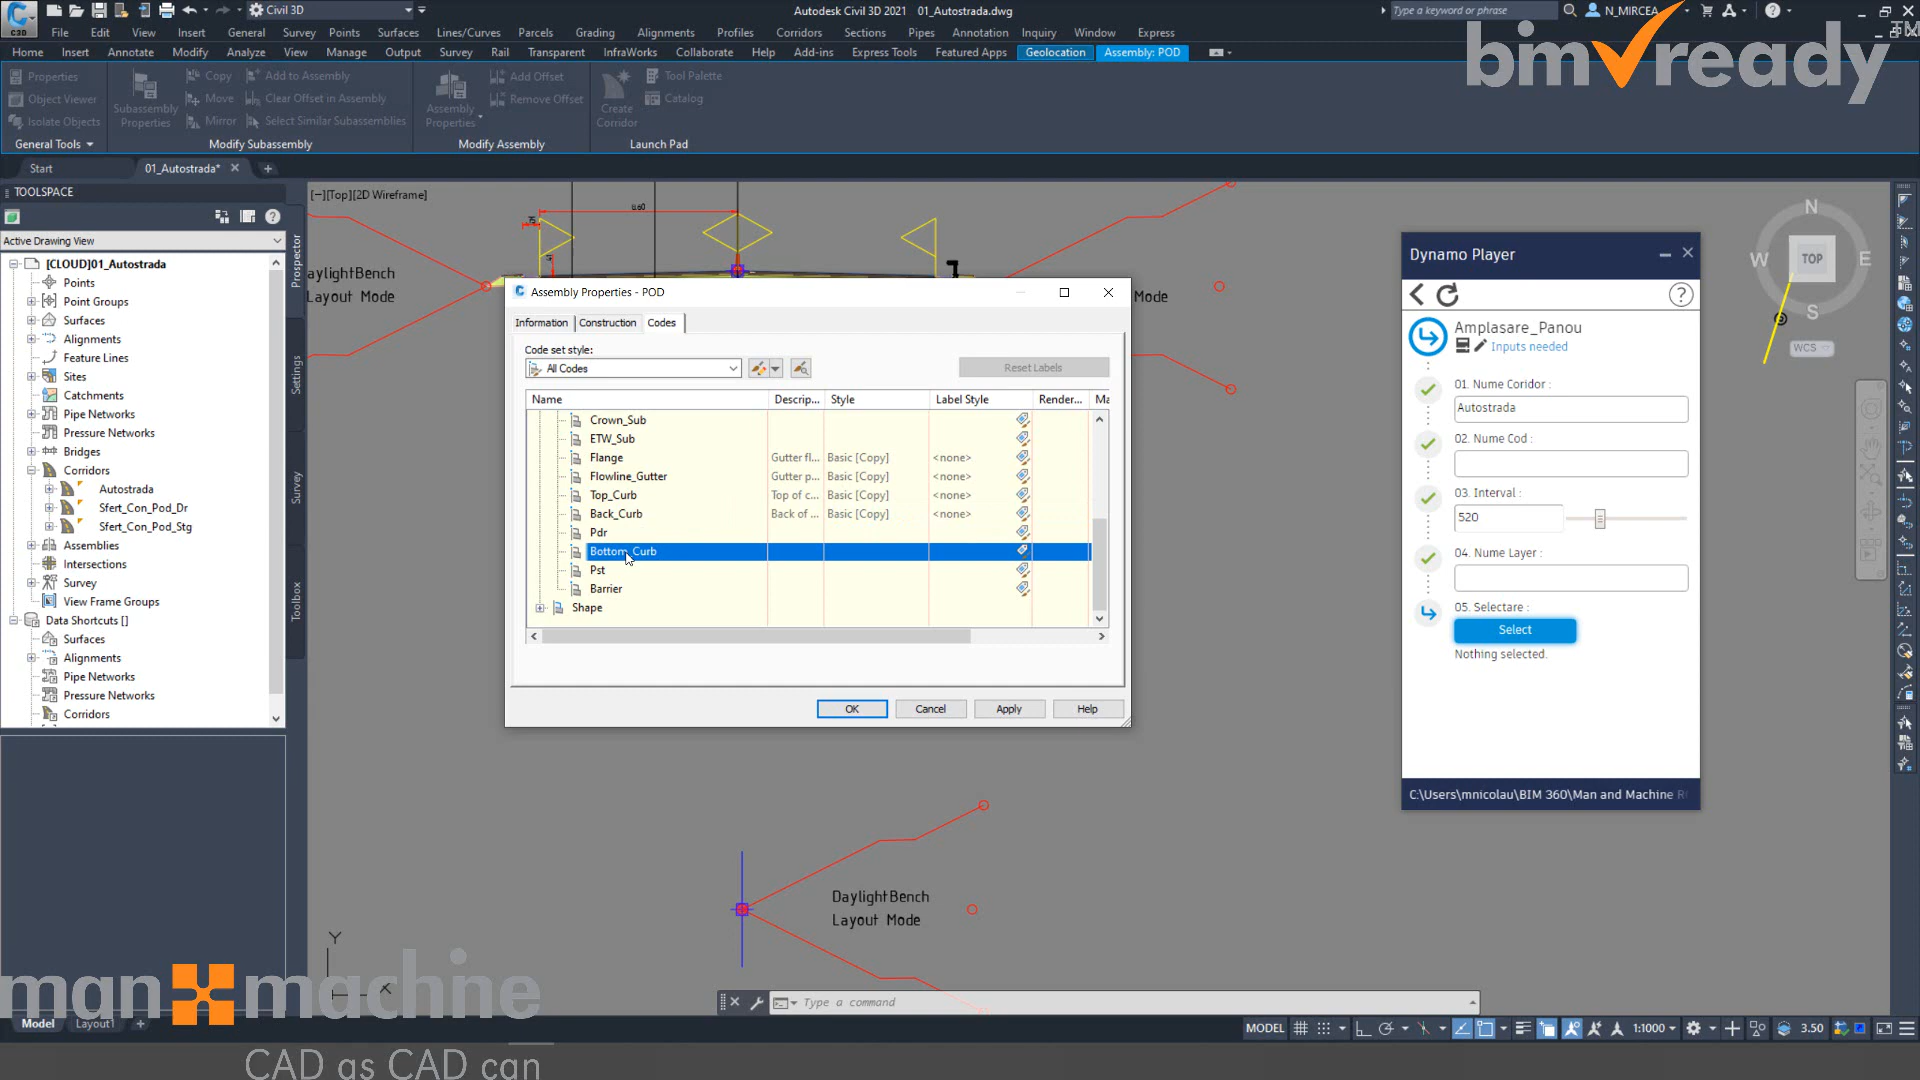 Civil 3D
Autodesk Civil 3D 2021 01_Autostrada.dwg
Type a keyword or phrase
N_MIRCEA...
C3D
File Edit View Insert General Survey Points Surfaces Lines/Curves Parcels Grading Alignments Profiles Corridors Sections Pipes Annotation Inquiry Window Express
Home Insert Annotate Modify Analyze View Manage Output Survey Rail Transparent InfraWorks Collaborate Help Add-ins Express Tools Featured Apps Geolocation Assembly: POD
bim ready
Properties
Object Viewer
Isolate Objects
General Tools
Subassembly Properties
Copy
Move
Mirror
Add to Assembly
Clear Offset in Assembly
Select Similar Subassemblies
Modify Subassembly
Assembly Properties
Add Offset
Remove Offset
Modify Assembly
Create Corridor
Tool Palette
Catalog
Launch Pad
Start
01_Autostrada*
TOOLSPACE
Active Drawing View
[CLOUD]01_Autostrada
Points
Point Groups
Surfaces
Alignments
Feature Lines
Sites
Catchments
Pipe Networks
Pressure Networks
Bridges
Corridors
Autostrada
Sfert_Con_Pod_Dr
Sfert_Con_Pod_Stg
Assemblies
Intersections
Survey
View Frame Groups
Data Shortcuts []
Surfaces
Alignments
Pipe Networks
Pressure Networks
Corridors
Prospector
Settings
Survey
Toolbox
[−][Top][2D Wireframe]
aylightBench
Layout Mode
Mode
Assembly Properties - POD
Information Construction Codes
Code set style:
All Codes
Reset Labels
Name Descrip... Style Label Style Render... Ma
Crown_Sub
ETW_Sub
Flange Gutter fl... Basic [Copy] <none>
Flowline_Gutter Gutter p... Basic [Copy] <none>
Top_Curb Top of c... Basic [Copy] <none>
Back_Curb Back of ... Basic [Copy] <none>
Pdr
Bottom_Curb
Pst
Barrier
Shape
OK Cancel Apply Help
Dynamo Player
Amplasare_Panou
Inputs needed
01. Nume Coridor :
Autostrada
02. Nume Cod :
03. Interval :
520
04. Nume Layer :
05. Selectare :
Select
Nothing selected.
C:\Users\mnicolau\BIM 360\Man and Machine R
N
W TOP E
S
WCS
DaylightBench
Layout Mode
Y
X
man machine
CAD as CAD can
Type a command
Model Layout1 +
MODEL 1:1000 3.50